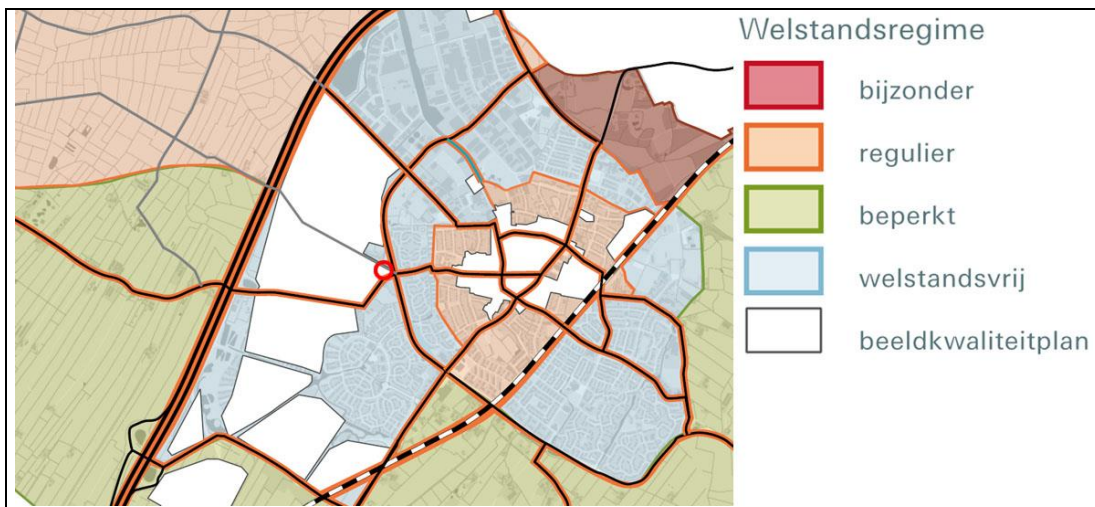 Welstandsregime
bijzonder
regulier
beperkt
welstandsvrij
beeldkwaliteitplan